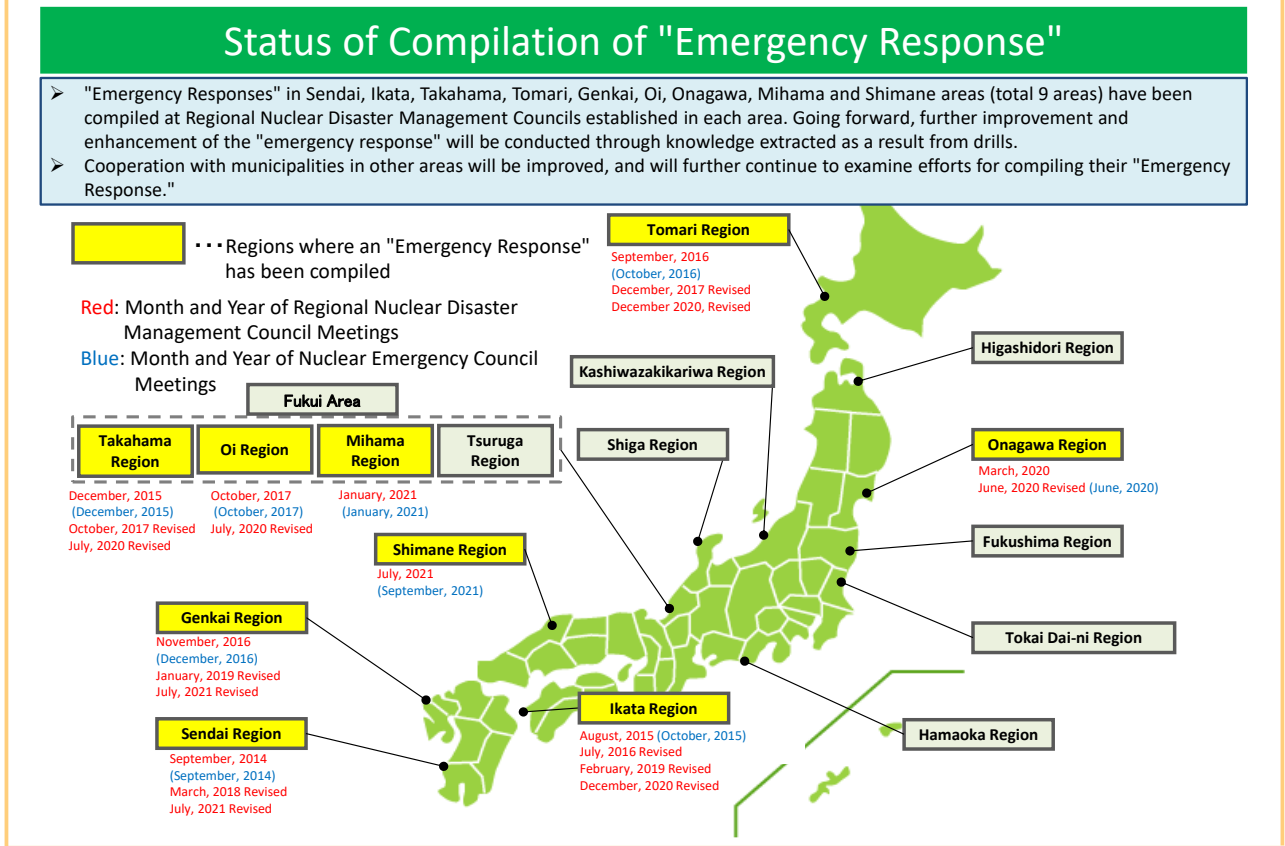 Status of Compilation of "Emergency Response"
➢ "Emergency Responses" in Sendai, Ikata, Takahama, Tomari, Genkai, Oi, Onagawa, Mihama and Shimane areas (total 9 areas) have been
compiled at Regional Nuclear Disaster Management Councils established in each area. Going forward, further improvement and
enhancement of the "emergency response" will be conducted through knowledge extracted as a result from drills.
➢ Cooperation with municipalities in other areas will be improved, and will further continue to examine efforts for compiling their "Emergency
Response."
･･･Regions where an "Emergency Response"
has been compiled
Red: Month and Year of Regional Nuclear Disaster
Management Council Meetings
Blue: Month and Year of Nuclear Emergency Council
Meetings
Tomari Region
September, 2016
(October, 2016)
December, 2017 Revised
December 2020, Revised
Higashidori Region
Kashiwazakikariwa Region
Fukui Area
Takahama
Region
Oi Region
Mihama
Region
Tsuruga
Region
December, 2015
(December, 2015)
October, 2017 Revised
July, 2020 Revised
October, 2017
(October, 2017)
July, 2020 Revised
January, 2021
(January, 2021)
Shiga Region
Onagawa Region
March, 2020
June, 2020 Revised (June, 2020)
Shimane Region
July, 2021
(September, 2021)
Fukushima Region
Genkai Region
November, 2016
(December, 2016)
January, 2019 Revised
July, 2021 Revised
Tokai Dai-ni Region
Sendai Region
September, 2014
(September, 2014)
March, 2018 Revised
July, 2021 Revised
Ikata Region
August, 2015 (October, 2015)
July, 2016 Revised
February, 2019 Revised
December, 2020 Revised
Hamaoka Region